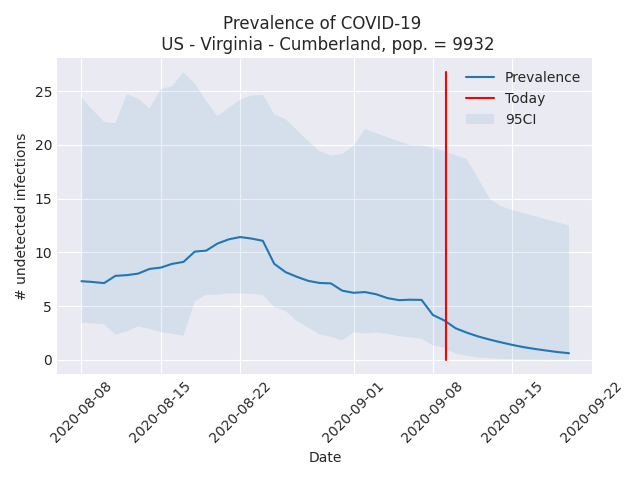 Prevalence of COVID-19
US - Virginia - Cumberland, pop. = 9932
# undetected infections
25
20
15
10
5
0
Prevalence
Today
95CI
2020-08-08
2020-08-15
2020-08-22
2020-09-01
2020-09-08
2020-09-15
2020-09-22
Date